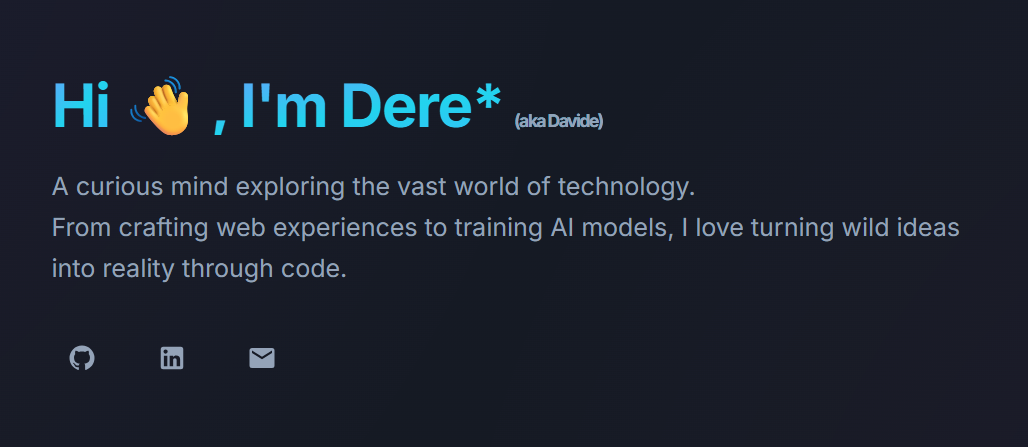 Hi 👋 , I'm Dere* (aka Davide)
A curious mind exploring the vast world of technology.
From crafting web experiences to training AI models, I love turning wild ideas
into reality through code.
in